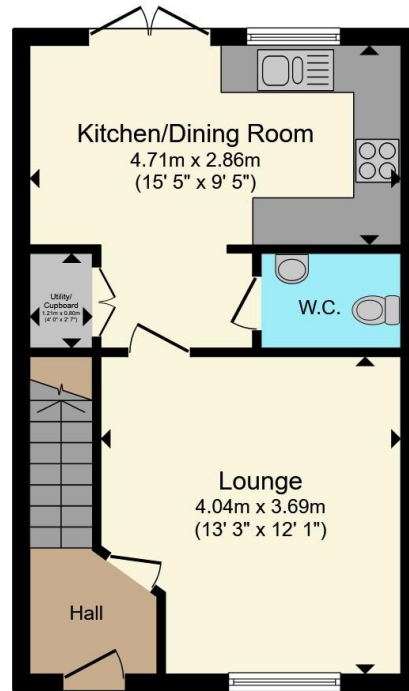 Kitchen/Dining Room
4.71m x 2.86m
(15' 5" x 9' 5")
Utility/
Cupboard
1.21m x 0.80m
(4' 0" x 2' 7")
W.C.
Lounge
4.04m x 3.69m
(13' 3" x 12' 1")
Hall